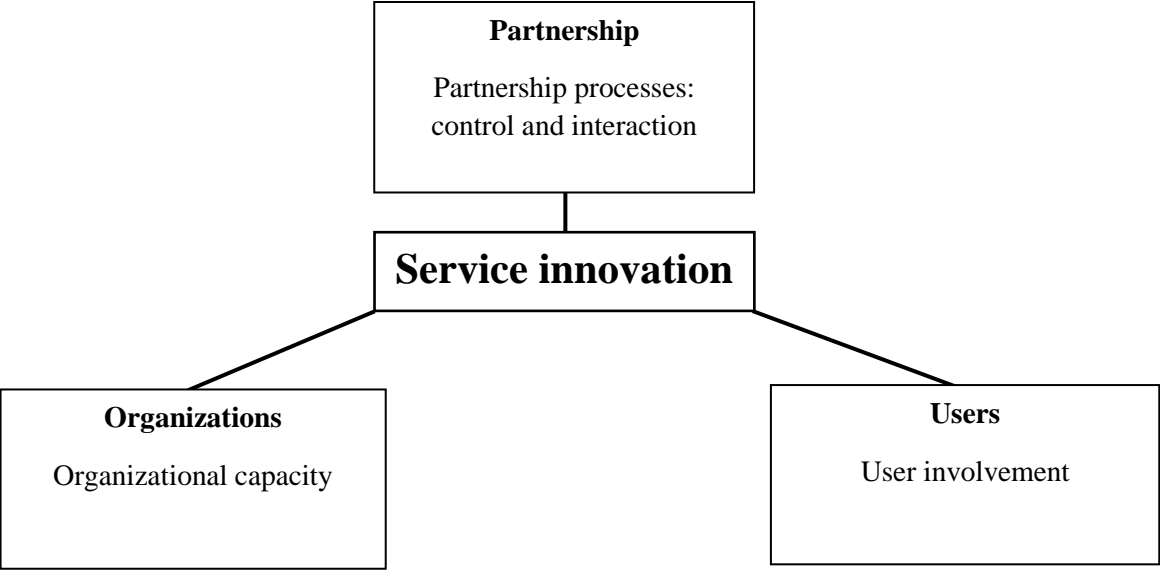 Partnership
Partnership processes:
control and interaction
Service innovation
Organizations
Organizational capacity
Users
User involvement